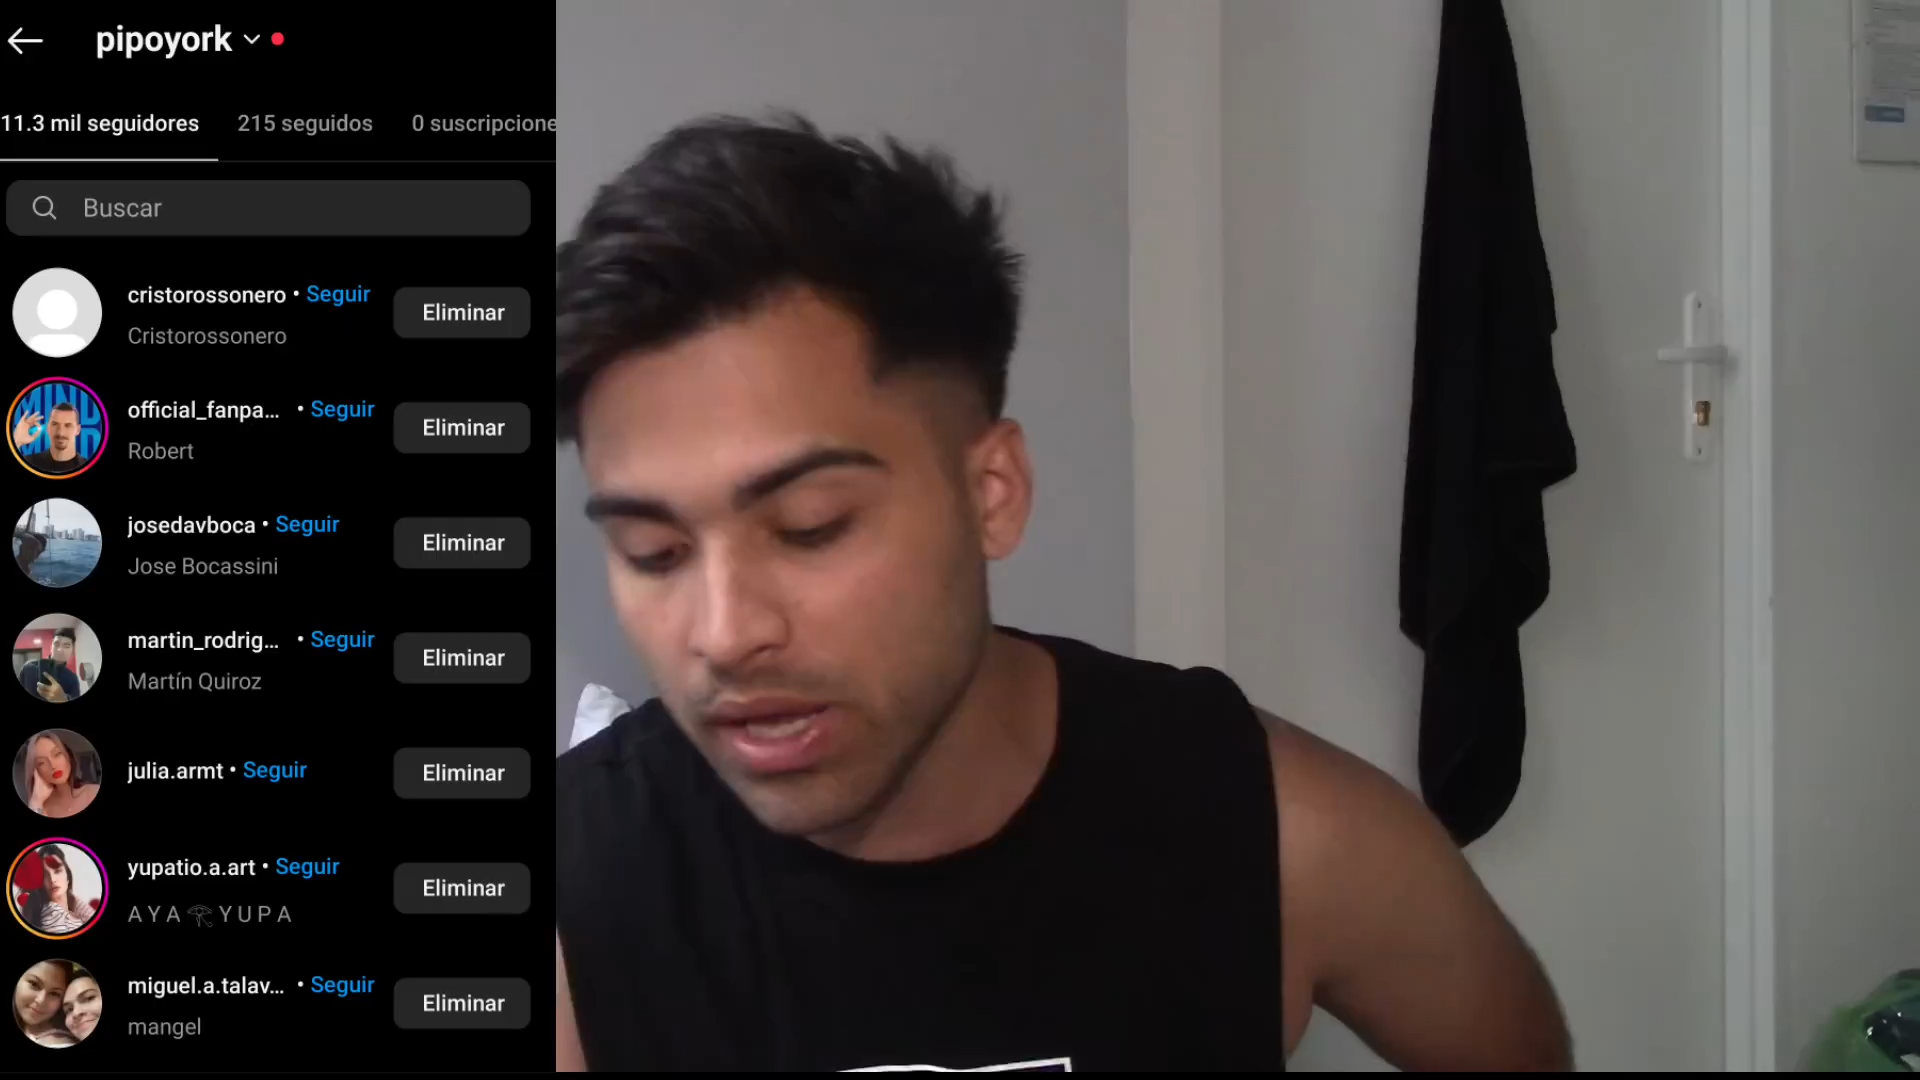 pipoyork
11.3 mil seguidores 215 seguidos 0 suscripcione
Buscar
cristorossonero • Seguir
Cristorossonero
Eliminar
official_fanpa... • Seguir
Robert
Eliminar
josedavboca • Seguir
Jose Bocassini
Eliminar
martin_rodrig... • Seguir
Martín Quiroz
Eliminar
julia.armt • Seguir
Eliminar
yupatio.a.art • Seguir
A Y A 𓂀 Y U P A
Eliminar
miguel.a.talav... • Seguir
mangel
Eliminar